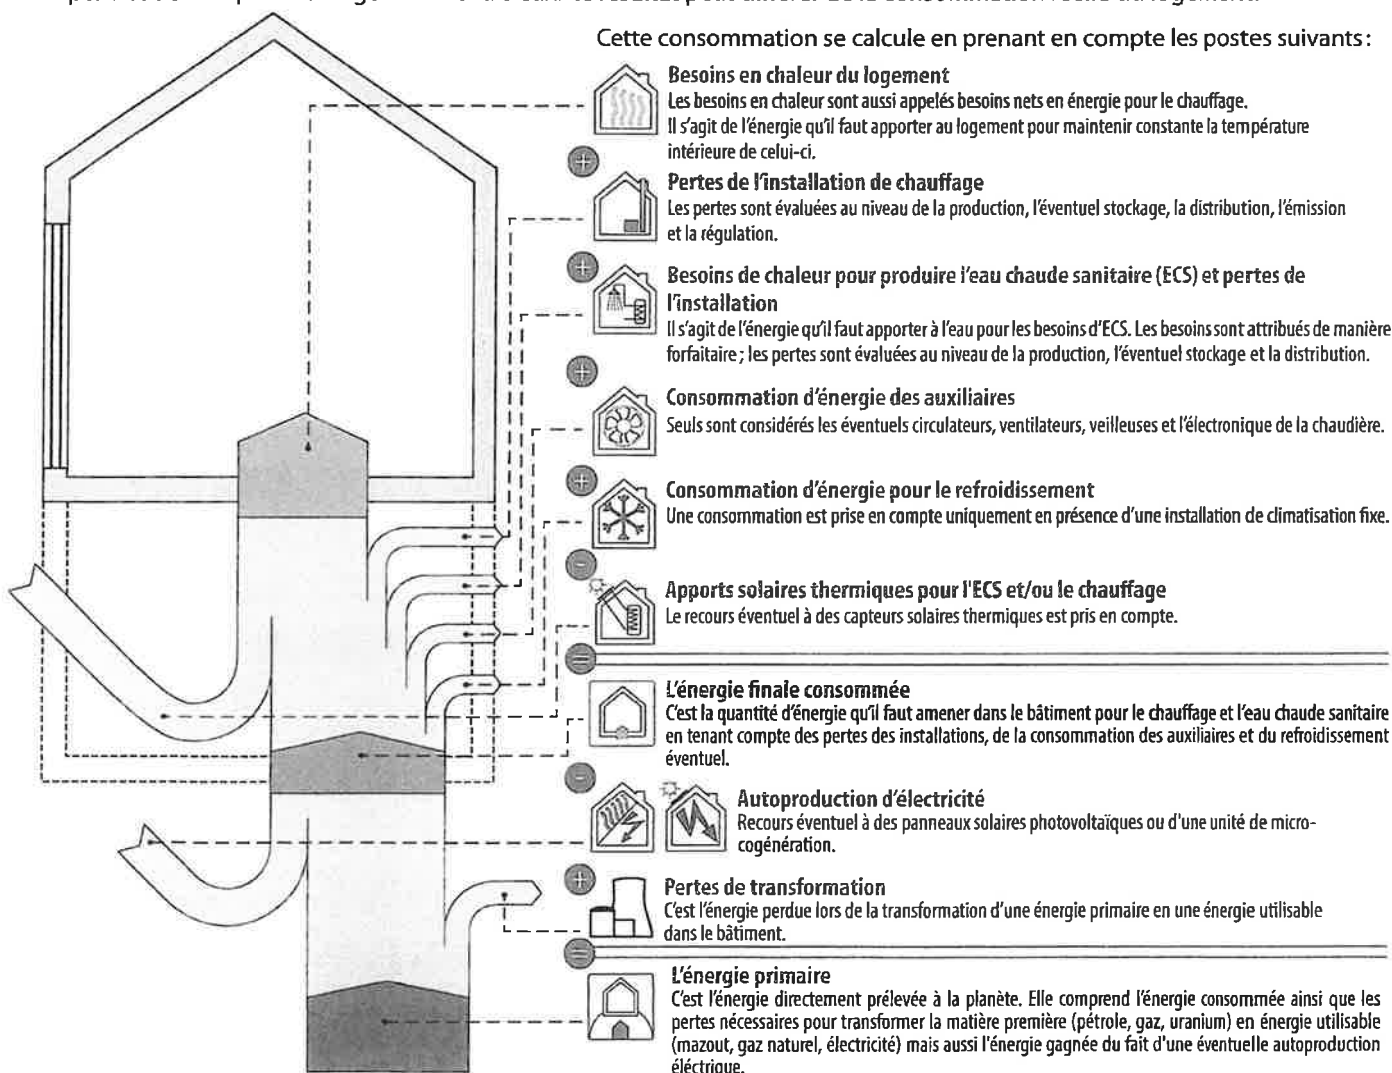 Cette consommation se calcule en prenant en compte les postes suivants :
Besoins en chaleur du logement
Les besoins en chaleur sont aussi appelés besoins nets en énergie pour le chauffage.
Il s'agit de l'énergie qu'il faut apporter au logement pour maintenir constante la température
intérieure de celui-ci.
+
Pertes de l'installation de chauffage
Les pertes sont évaluées au niveau de la production, l'éventuel stockage, la distribution, l'émission
et la régulation.
+
Besoins de chaleur pour produire l'eau chaude sanitaire (ECS) et pertes de
l'installation
Il s'agit de l'énergie qu'il faut apporter à l'eau pour les besoins d'ECS. Les besoins sont attribués de manière
forfaitaire ; les pertes sont évaluées au niveau de la production, l'éventuel stockage et la distribution.
+
Consommation d'énergie des auxiliaires
Seuls sont considérés les éventuels circulateurs, ventilateurs, veilleuses et l'électronique de la chaudière.
+
Consommation d'énergie pour le refroidissement
Une consommation est prise en compte uniquement en présence d'une installation de climatisation fixe.
-
Apports solaires thermiques pour l'ECS et/ou le chauffage
Le recours éventuel à des capteurs solaires thermiques est pris en compte.
=
L'énergie finale consommée
C'est la quantité d'énergie qu'il faut amener dans le bâtiment pour le chauffage et l'eau chaude sanitaire
en tenant compte des pertes des installations, de la consommation des auxiliaires et du refroidissement
éventuel.
-
Autoproduction d'électricité
Recours éventuel à des panneaux solaires photovoltaïques ou d'une unité de micro-
cogénération.
+
Pertes de transformation
C'est l'énergie perdue lors de la transformation d'une énergie primaire en une énergie utilisable
dans le bâtiment.
=
L'énergie primaire
C'est l'énergie directement prélevée à la planète. Elle comprend l'énergie consommée ainsi que les
pertes nécessaires pour transformer la matière première (pétrole, gaz, uranium) en énergie utilisable
(mazout, gaz naturel, électricité) mais aussi l'énergie gagnée du fait d'une éventuelle autoproduction
éléctrique.